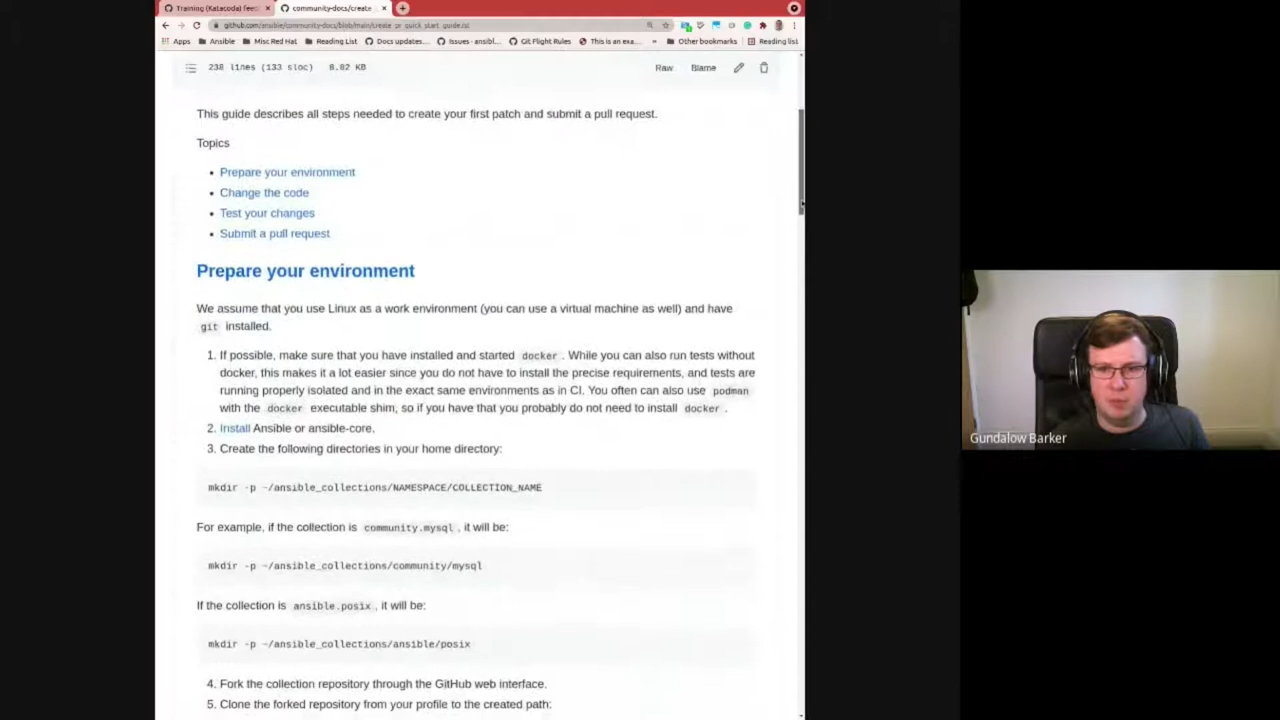 Training (Katacoda) feed
community-docs/create_
github.com/ansible/community-docs/blob/main/create_pr_quick_start_guide.rst
Apps Ansible Misc Red Hat Reading List Docs updates... Issues · ansibl... Git Flight Rules This is an exa... » Other bookmarks Reading list
238 lines (133 sloc) 8.82 KB Raw Blame
This guide describes all steps needed to create your first patch and submit a pull request.
Topics
• Prepare your environment
• Change the code
• Test your changes
• Submit a pull request
Prepare your environment
We assume that you use Linux as a work environment (you can use a virtual machine as well) and have
git installed.
1. If possible, make sure that you have installed and started docker . While you can also run tests without
docker, this makes it a lot easier since you do not have to install the precise requirements, and tests are
running properly isolated and in the exact same environments as in CI. You often can also use podman
with the docker executable shim, so if you have that you probably do not need to install docker .
2. Install Ansible or ansible-core.
3. Create the following directories in your home directory:
mkdir -p ~/ansible_collections/NAMESPACE/COLLECTION_NAME
For example, if the collection is community.mysql , it will be:
mkdir -p ~/ansible_collections/community/mysql
If the collection is ansible.posix , it will be:
mkdir -p ~/ansible_collections/ansible/posix
4. Fork the collection repository through the GitHub web interface.
5. Clone the forked repository from your profile to the created path:
Gundalow Barker